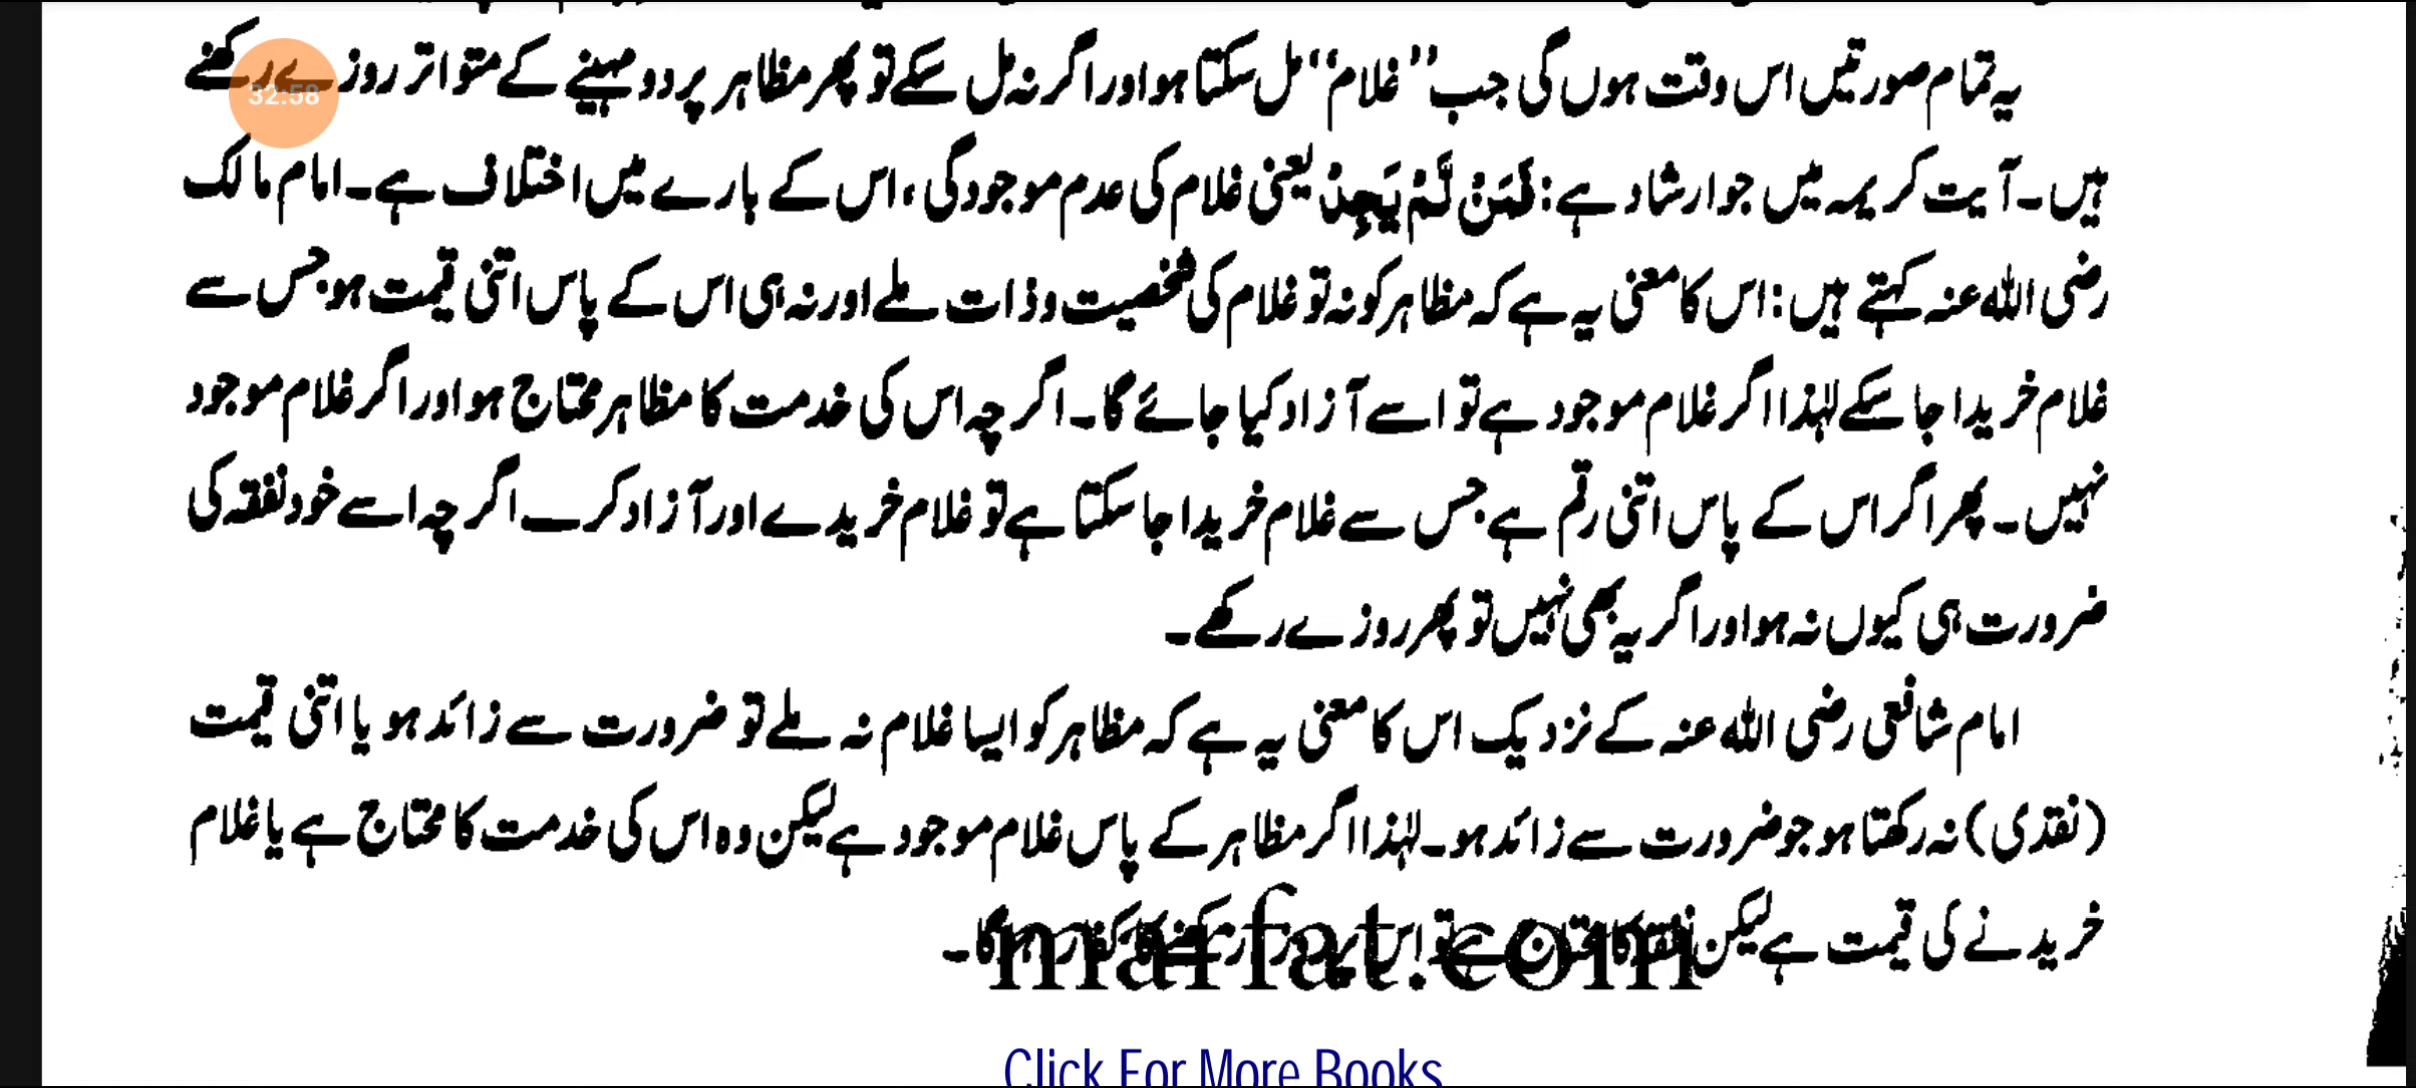 یہ تمام صورتیں اس وقت ہوں گی جب ”غلام“ مل سکتا ہو اور اگر نہ مل سکے تو پھر مظاہر پر دو مہینے کے متواتر روزے رکھنے
32:58
ہیں۔ آیت کریمہ میں جو ارشاد ہے: فَمَنْ لَّمْ یَجِدْ یعنی غلام کی عدم موجودگی، اس کے بارے میں اختلاف ہے۔ امام مالک
رضی اللہ عنہ کہتے ہیں: اس کا معنی یہ ہے کہ مظاہر کو نہ تو غلام کی شخصیت و ذات ملے اور نہ ہی اس کے پاس اتنی قیمت ہو جس سے
غلام خریدا جا سکے لہٰذا اگر غلام موجود ہے تو اسے آزاد کیا جائے گا۔ اگر چہ اس کی خدمت کا مظاہر محتاج ہو اور اگر غلام موجود
نہیں۔ پھر اگر اس کے پاس اتنی رقم ہے جس سے غلام خریدا جا سکتا ہے تو غلام خریدے اور آزاد کرے اگر چہ اسے خود نفقہ کی
ضرورت ہی کیوں نہ ہو اور اگر یہ بھی نہیں تو پھر روزے رکھے۔
امام شافعی رضی اللہ عنہ کے نزدیک اس کا معنی یہ ہے کہ مظاہر کو ایسا غلام نہ ملے تو ضرورت سے زائد ہو یا اتنی قیمت
(نقدی) نہ رکھتا ہو جو ضرورت سے زائد ہو۔ لہٰذا اگر مظاہر کے پاس غلام موجود ہے لیکن وہ اس کی خدمت کا محتاج ہے یا غلام
خریدنے کی قیمت ہے لیکن
marfat.com
Click For More Books